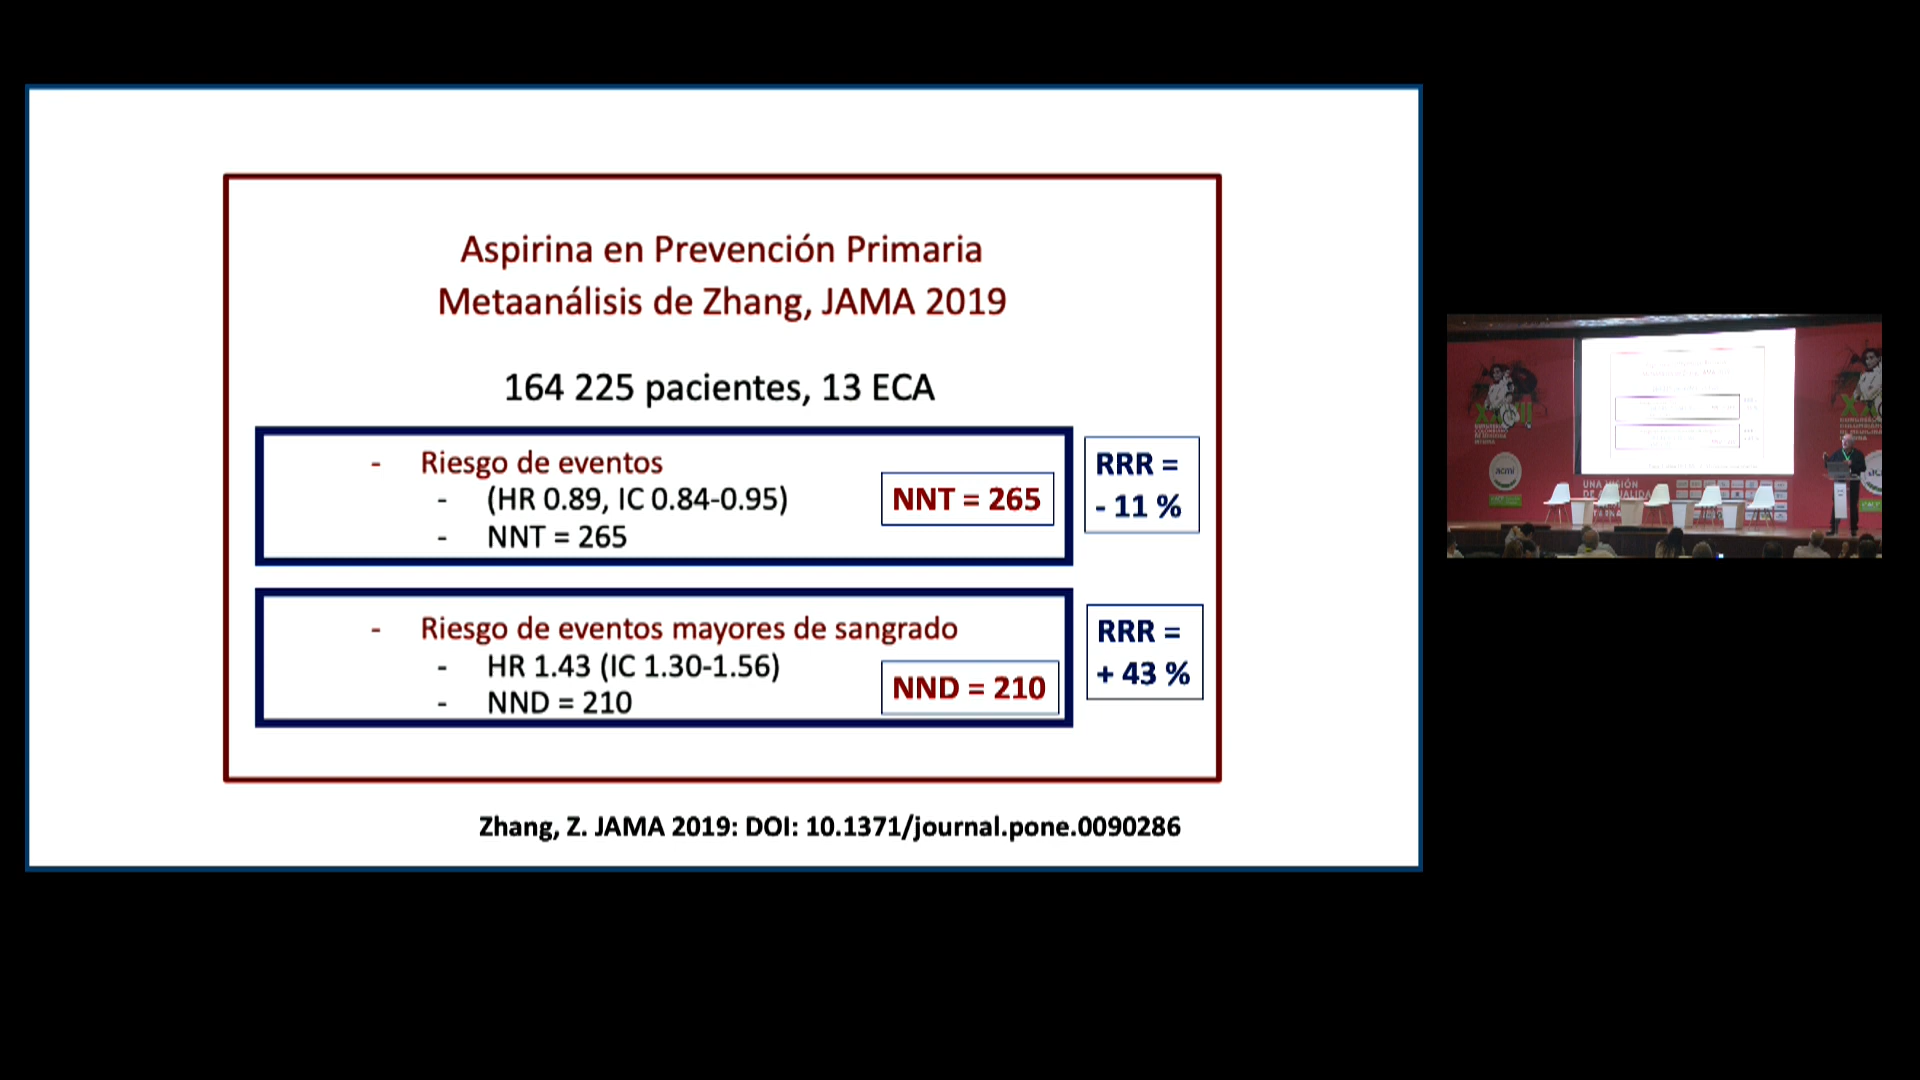 Aspirina en Prevención Primaria
Metaanálisis de Zhang, JAMA 2019
164 225 pacientes, 13 ECA
- Riesgo de eventos
- (HR 0.89, IC 0.84-0.95)
- NNT = 265
NNT = 265
RRR =
- 11 %
- Riesgo de eventos mayores de sangrado
- HR 1.43 (IC 1.30-1.56)
- NND = 210
NND = 210
RRR =
+ 43 %
Zhang, Z. JAMA 2019: DOI: 10.1371/journal.pone.0090286
acmi
UNA VISIÓN